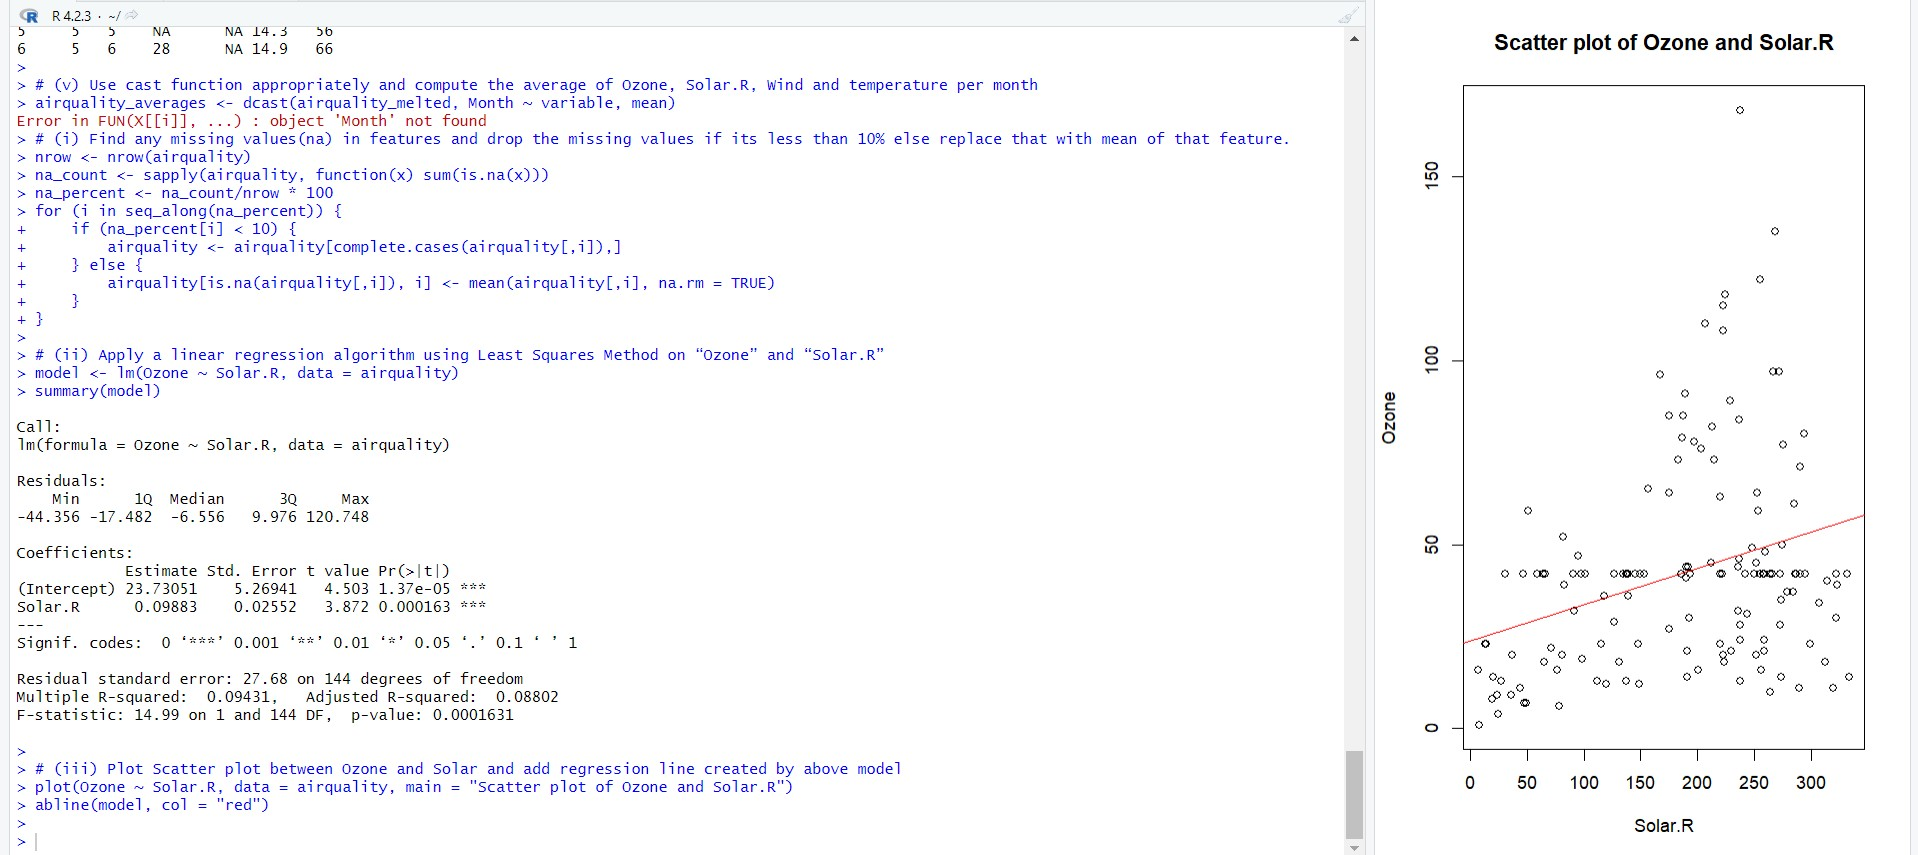 R 4.2.3 · ~/
5      5   5    NA      NA 14.3   56
6      5   6    28      NA 14.9   66
>
> # (v) Use cast function appropriately and compute the average of Ozone, Solar.R, Wind and temperature per month
> airquality_averages <- dcast(airquality_melted, Month ~ variable, mean)
Error in FUN(X[[i]], ...) : object 'Month' not found
> # (i) Find any missing values(na) in features and drop the missing values if its less than 10% else replace that with mean of that feature.
> nrow <- nrow(airquality)
> na_count <- sapply(airquality, function(x) sum(is.na(x)))
> na_percent <- na_count/nrow * 100
> for (i in seq_along(na_percent)) {
+     if (na_percent[i] < 10) {
+         airquality <- airquality[complete.cases(airquality[,i]),]
+     } else {
+         airquality[is.na(airquality[,i]), i] <- mean(airquality[,i], na.rm = TRUE)
+     }
+ }
>
> # (ii) Apply a linear regression algorithm using Least Squares Method on “Ozone” and “Solar.R”
> model <- lm(Ozone ~ Solar.R, data = airquality)
> summary(model)
Call:
lm(formula = Ozone ~ Solar.R, data = airquality)
Residuals:
    Min      1Q  Median      3Q     Max
-44.356 -17.482  -6.556   9.976 120.748
Coefficients:
            Estimate Std. Error t value Pr(>|t|)
(Intercept) 23.73051    5.26941   4.503 1.37e-05 ***
Solar.R      0.09883    0.02552   3.872 0.000163 ***
---
Signif. codes:  0 ‘***’ 0.001 ‘**’ 0.01 ‘*’ 0.05 ‘.’ 0.1 ‘ ’ 1
Residual standard error: 27.68 on 144 degrees of freedom
Multiple R-squared:  0.09431,   Adjusted R-squared:  0.08802
F-statistic: 14.99 on 1 and 144 DF,  p-value: 0.0001631
>
> # (iii) Plot Scatter plot between Ozone and Solar and add regression line created by above model
> plot(Ozone ~ Solar.R, data = airquality, main = "Scatter plot of Ozone and Solar.R")
> abline(model, col = "red")
>
>
Scatter plot of Ozone and Solar.R
150
100
50
0
Ozone
0 50 100 150 200 250 300
Solar.R